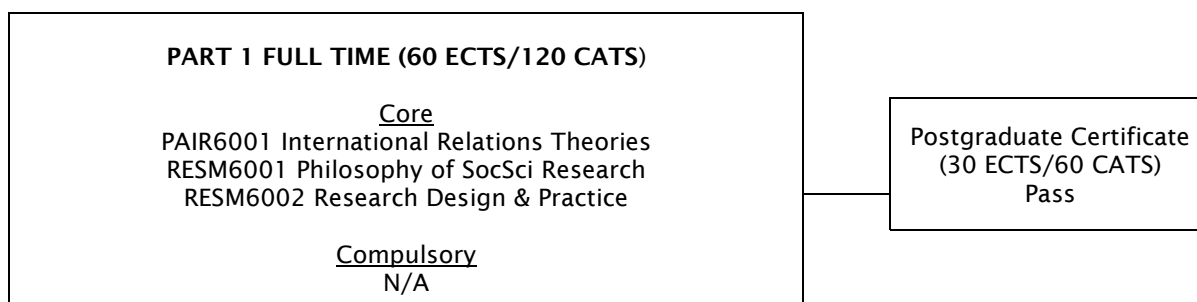 PART 1 FULL TIME (60 ECTS/120 CATS)
Core
PAIR6001 International Relations Theories
RESM6001 Philosophy of SocSci Research
RESM6002 Research Design & Practice
Compulsory
N/A
Postgraduate Certificate
(30 ECTS/60 CATS)
Pass